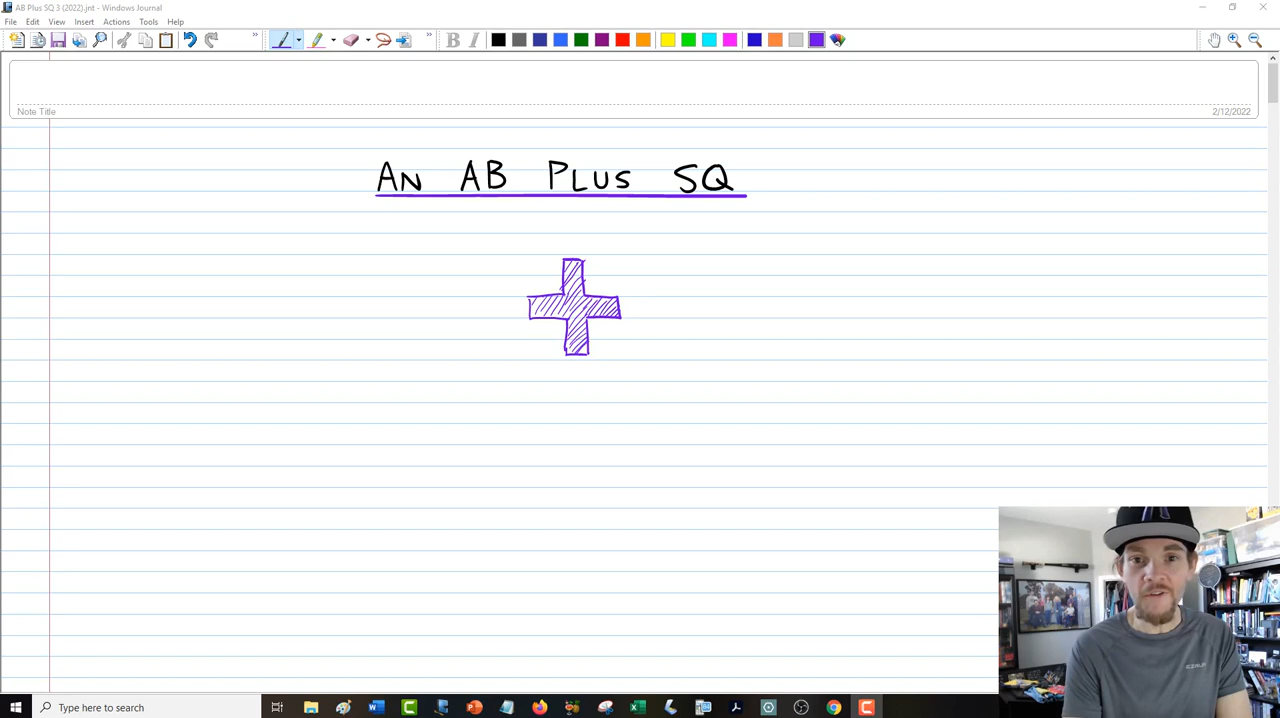 AB Plus SQ 3 (2022).jnt - Windows Journal
File Edit View Insert Actions Tools Help
B I
Note Title
2/12/2022
AN AB PLUS SQ
Type here to search